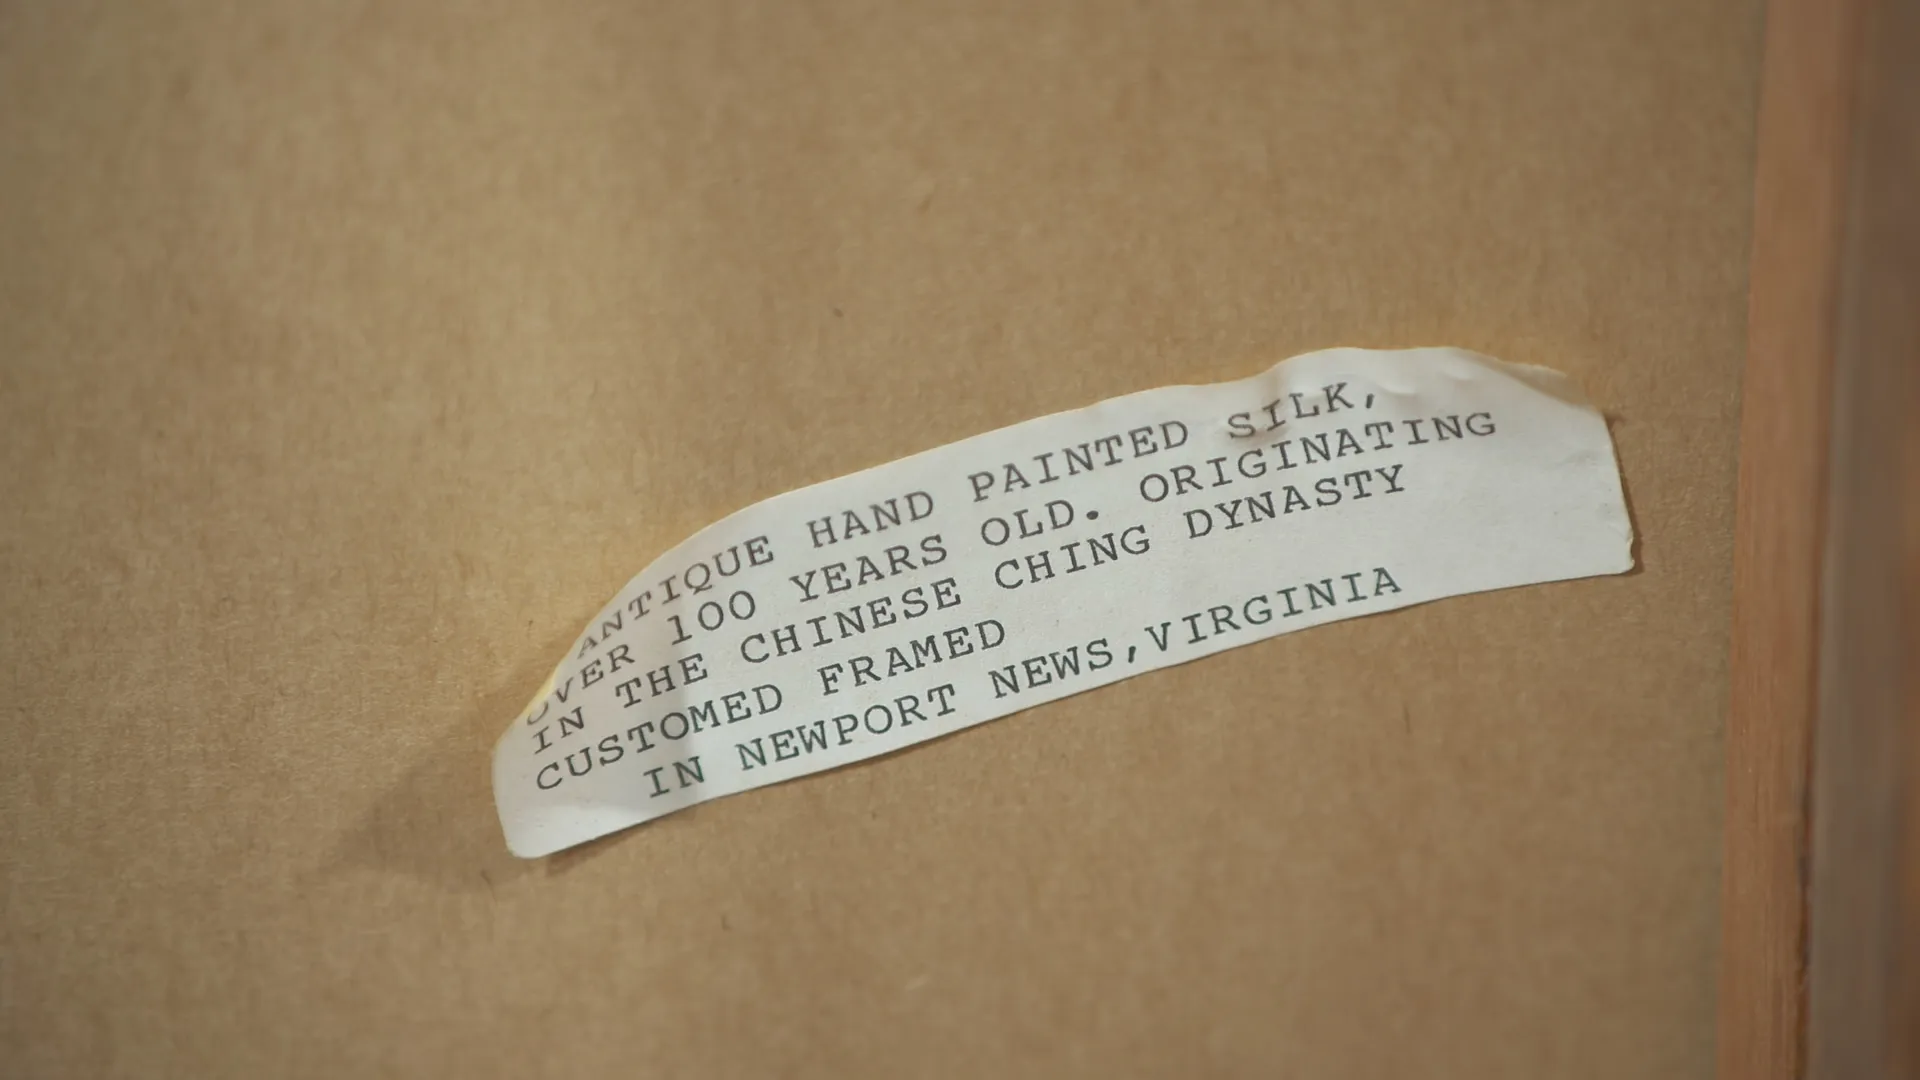 ANTIQUE HAND PAINTED SILK,
OVER 100 YEARS OLD. ORIGINATING
IN THE CHINESE CHING DYNASTY
CUSTOMED FRAMED
IN NEWPORT NEWS,VIRGINIA